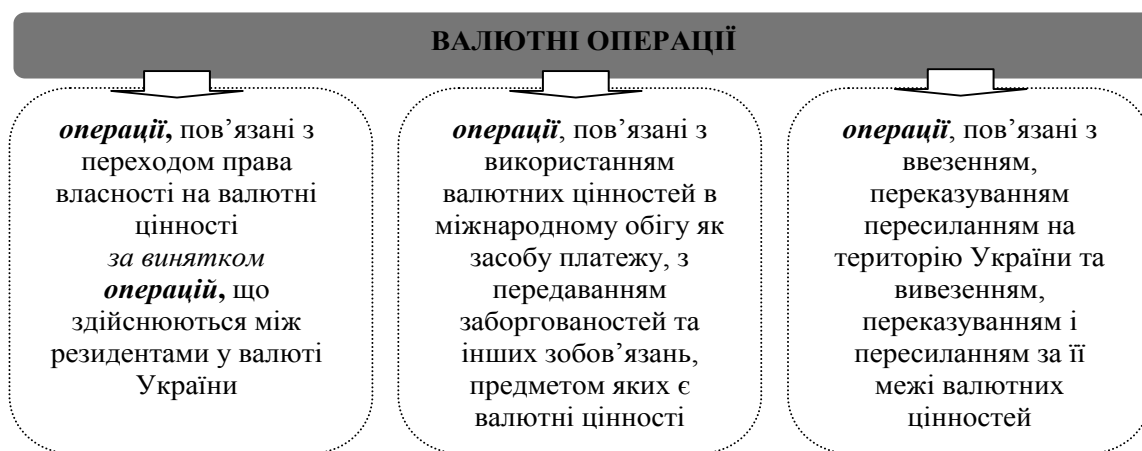 ВАЛЮТНІ ОПЕРАЦІЇ
операції, пов’язані з
переходом права
власності на валютні
цінності
за винятком
операцій, що
здійснюються між
резидентами у валюті
України
операції, пов’язані з
використанням
валютних цінностей в
міжнародному обігу як
засобу платежу, з
передаванням
заборгованостей та
інших зобов’язань,
предметом яких є
валютні цінності
операції, пов’язані з
ввезенням,
переказуванням
пересиланням на
територію України та
вивезенням,
переказуванням і
пересиланням за її
межі валютних
цінностей